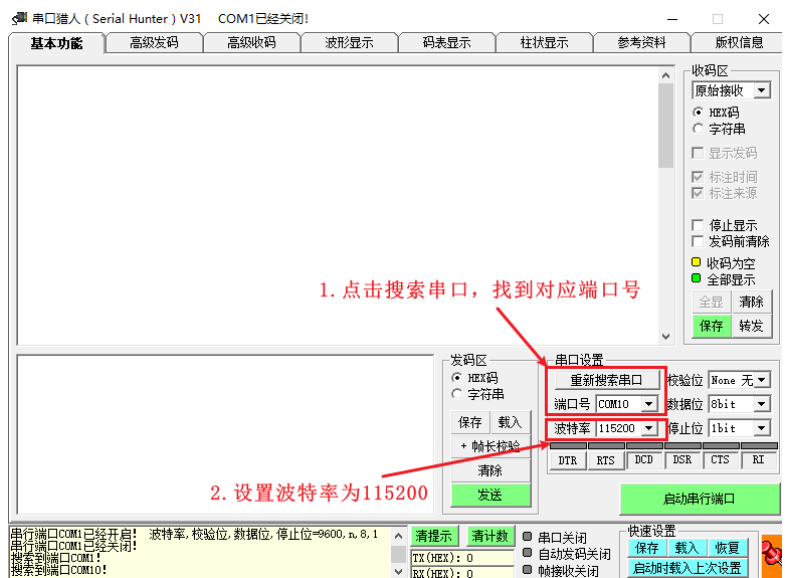 串口猎人(Serial Hunter)V31 COM1已经关闭!
基本功能 高级发码 高级收码 波形显示 码表显示 柱状显示 参考资料 版权信息
收码区
原始接收
HEX码
字符串
显示发码
标注时间
标注来源
停止显示
发码前清除
收码为空
全部显示
全显 清除
保存 转发
1.点击搜索串口，找到对应端口号
发码区
HEX码
字符串
保存 载入
+ 帧长校验
清除
发送
串口设置
重新搜索串口 校验位 None 无
端口号 COM10 数据位 8bit
波特率 115200 停止位 1bit
DTR RTS DCD DSR CTS RI
启动串行端口
2.设置波特率为115200
串行端口COM1已经开启! 波特率,校验位,数据位,停止位=9600,n,8,1
串行端口COM1已经关闭!
搜索到端口COM1!
搜索到端口COM10!
清提示 清计数
TX(HEX): 0
RX(HEX): 0
串口关闭
自动发码关闭
帧接收关闭
快速设置
保存 载入 恢复
启动时载入上次设置